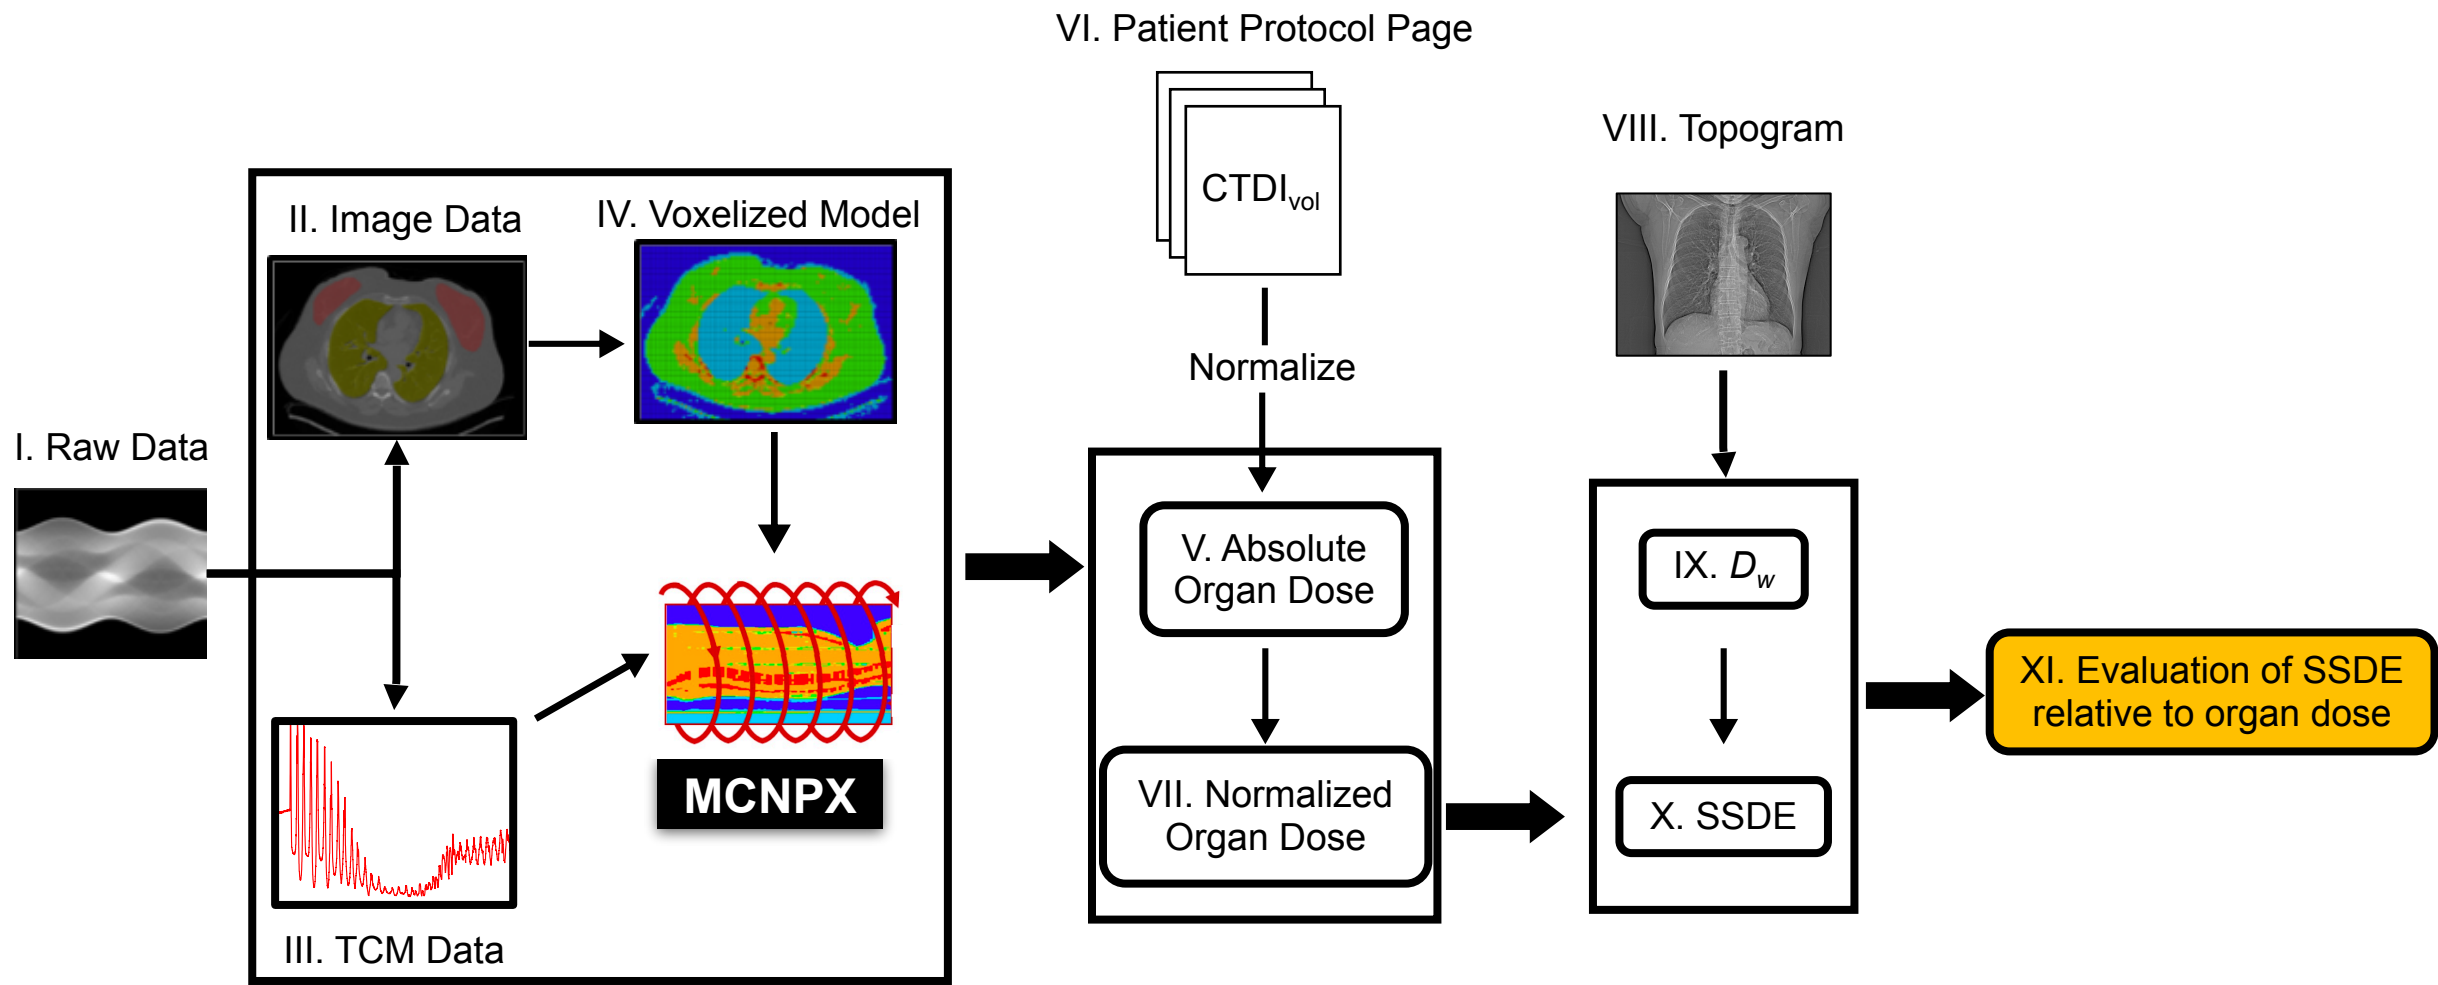 VI. Patient Protocol Page
CTDIvol
Normalize
VIII. Topogram
II. Image Data
IV. Voxelized Model
I. Raw Data
MCNPX
III. TCM Data
V. Absolute
Organ Dose
VII. Normalized
Organ Dose
IX. Dw
X. SSDE
XI. Evaluation of SSDE
relative to organ dose